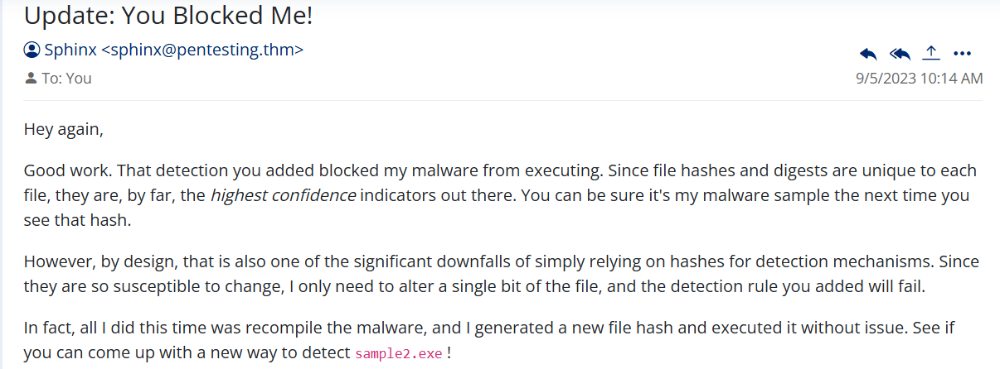 Update: You Blocked Me!
Sphinx <sphinx@pentesting.thm>
To: You
9/5/2023 10:14 AM
Hey again,
Good work. That detection you added blocked my malware from executing. Since file hashes and digests are unique to each
file, they are, by far, the highest confidence indicators out there. You can be sure it's my malware sample the next time you
see that hash.
However, by design, that is also one of the significant downfalls of simply relying on hashes for detection mechanisms. Since
they are so susceptible to change, I only need to alter a single bit of the file, and the detection rule you added will fail.
In fact, all I did this time was recompile the malware, and I generated a new file hash and executed it without issue. See if
you can come up with a new way to detect sample2.exe !